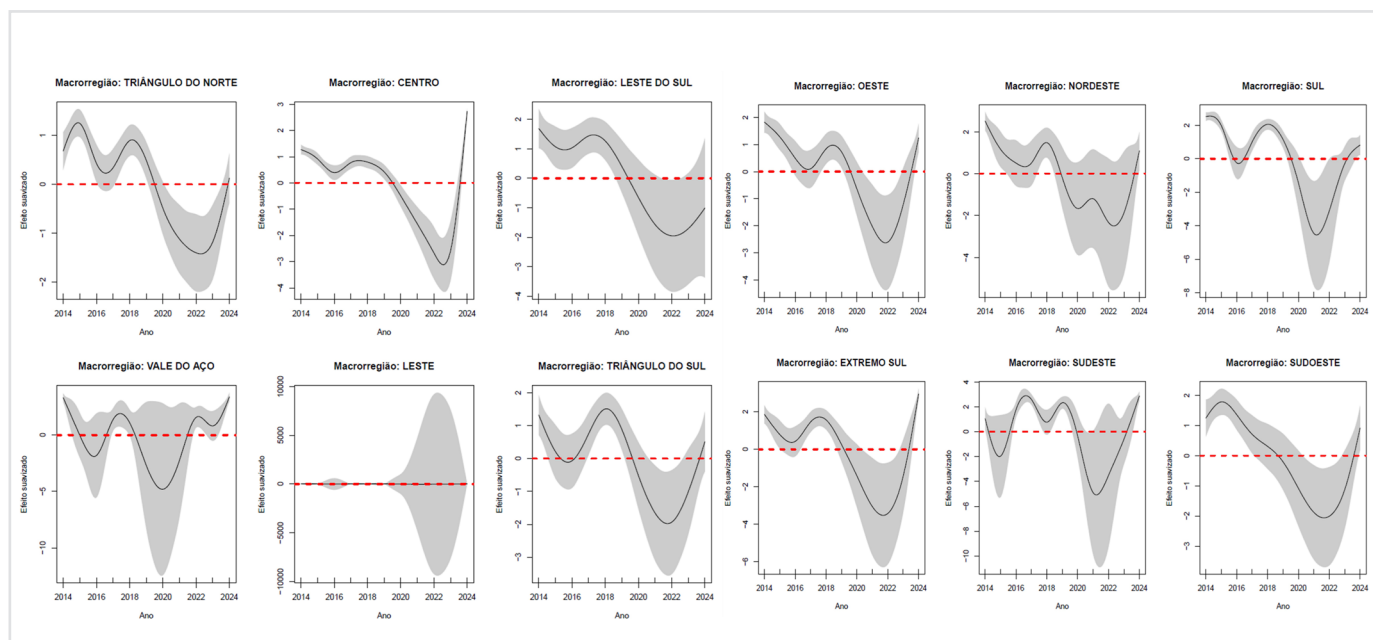 Macrorregião: TRIÂNGULO DO NORTE
Efeito suavizado
1
0
−1
−2
2014 2016 2018 2020 2022 2024
Ano
Macrorregião: CENTRO
Efeito suavizado
3
2
1
0
−1
−2
−3
−4
2014 2016 2018 2020 2022 2024
Ano
Macrorregião: LESTE DO SUL
Efeito suavizado
2
1
0
−1
−2
−3
−4
2014 2016 2018 2020 2022 2024
Ano
Macrorregião: OESTE
Efeito suavizado
2
1
0
−1
−2
−3
−4
2014 2016 2018 2020 2022 2024
Ano
Macrorregião: NORDESTE
Efeito suavizado
2
0
−2
−4
2014 2016 2018 2020 2022 2024
Ano
Macrorregião: SUL
Efeito suavizado
2
0
−2
−4
−6
−8
2014 2016 2018 2020 2022 2024
Ano
Macrorregião: VALE DO AÇO
Efeito suavizado
0
−5
−10
2014 2016 2018 2020 2022 2024
Ano
Macrorregião: LESTE
Efeito suavizado
10000
5000
0
−5000
−10000
2014 2016 2018 2020 2022 2024
Ano
Macrorregião: TRIÂNGULO DO SUL
Efeito suavizado
2
1
0
−1
−2
−3
2014 2016 2018 2020 2022 2024
Ano
Macrorregião: EXTREMO SUL
Efeito suavizado
2
0
−2
−4
−6
2014 2016 2018 2020 2022 2024
Ano
Macrorregião: SUDESTE
Efeito suavizado
4
2
0
−2
−4
−6
−8
−10
2014 2016 2018 2020 2022 2024
Ano
Macrorregião: SUDOESTE
Efeito suavizado
2
1
0
−1
−2
−3
2014 2016 2018 2020 2022 2024
Ano